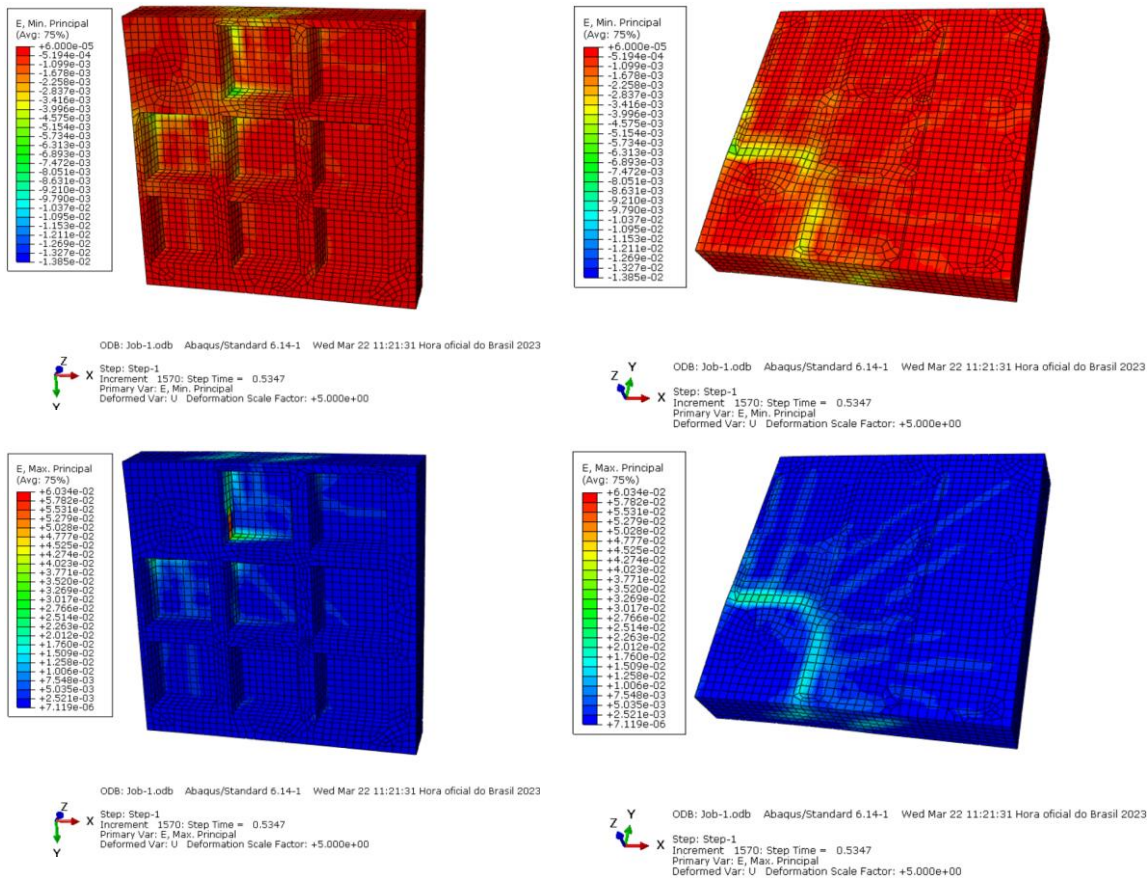 E, Min. Principal
(Avg: 75%)
+6.000e-05
-5.194e-04
-1.099e-03
-1.678e-03
-2.258e-03
-2.837e-03
-3.416e-03
-3.996e-03
-4.575e-03
-5.154e-03
-5.734e-03
-6.313e-03
-6.893e-03
-7.472e-03
-8.051e-03
-8.631e-03
-9.210e-03
-9.790e-03
-1.037e-02
-1.095e-02
-1.153e-02
-1.211e-02
-1.269e-02
-1.327e-02
-1.385e-02
ODB: Job-1.odb Abaqus/Standard 6.14-1 Wed Mar 22 11:21:31 Hora oficial do Brasil 2023
Z
X
Y
Step: Step-1
Increment 1570: Step Time = 0.5347
Primary Var: E, Min. Principal
Deformed Var: U Deformation Scale Factor: +5.000e+00
E, Min. Principal
(Avg: 75%)
+6.000e-05
-5.194e-04
-1.099e-03
-1.678e-03
-2.258e-03
-2.837e-03
-3.416e-03
-3.996e-03
-4.575e-03
-5.154e-03
-5.734e-03
-6.313e-03
-6.893e-03
-7.472e-03
-8.051e-03
-8.631e-03
-9.210e-03
-9.790e-03
-1.037e-02
-1.095e-02
-1.153e-02
-1.211e-02
-1.269e-02
-1.327e-02
-1.385e-02
ODB: Job-1.odb Abaqus/Standard 6.14-1 Wed Mar 22 11:21:31 Hora oficial do Brasil 2023
Z
Y
X
Step: Step-1
Increment 1570: Step Time = 0.5347
Primary Var: E, Min. Principal
Deformed Var: U Deformation Scale Factor: +5.000e+00
E, Max. Principal
(Avg: 75%)
+6.034e-02
+5.782e-02
+5.531e-02
+5.279e-02
+5.028e-02
+4.777e-02
+4.525e-02
+4.274e-02
+4.023e-02
+3.771e-02
+3.520e-02
+3.269e-02
+3.017e-02
+2.766e-02
+2.514e-02
+2.263e-02
+2.012e-02
+1.760e-02
+1.509e-02
+1.258e-02
+1.006e-02
+7.548e-03
+5.035e-03
+2.521e-03
+7.119e-06
ODB: Job-1.odb Abaqus/Standard 6.14-1 Wed Mar 22 11:21:31 Hora oficial do Brasil 2023
Z
X
Y
Step: Step-1
Increment 1570: Step Time = 0.5347
Primary Var: E, Max. Principal
Deformed Var: U Deformation Scale Factor: +5.000e+00
E, Max. Principal
(Avg: 75%)
+6.034e-02
+5.782e-02
+5.531e-02
+5.279e-02
+5.028e-02
+4.777e-02
+4.525e-02
+4.274e-02
+4.023e-02
+3.771e-02
+3.520e-02
+3.269e-02
+3.017e-02
+2.766e-02
+2.514e-02
+2.263e-02
+2.012e-02
+1.760e-02
+1.509e-02
+1.258e-02
+1.006e-02
+7.548e-03
+5.035e-03
+2.521e-03
+7.119e-06
ODB: Job-1.odb Abaqus/Standard 6.14-1 Wed Mar 22 11:21:31 Hora oficial do Brasil 2023
Z
Y
X
Step: Step-1
Increment 1570: Step Time = 0.5347
Primary Var: E, Max. Principal
Deformed Var: U Deformation Scale Factor: +5.000e+00